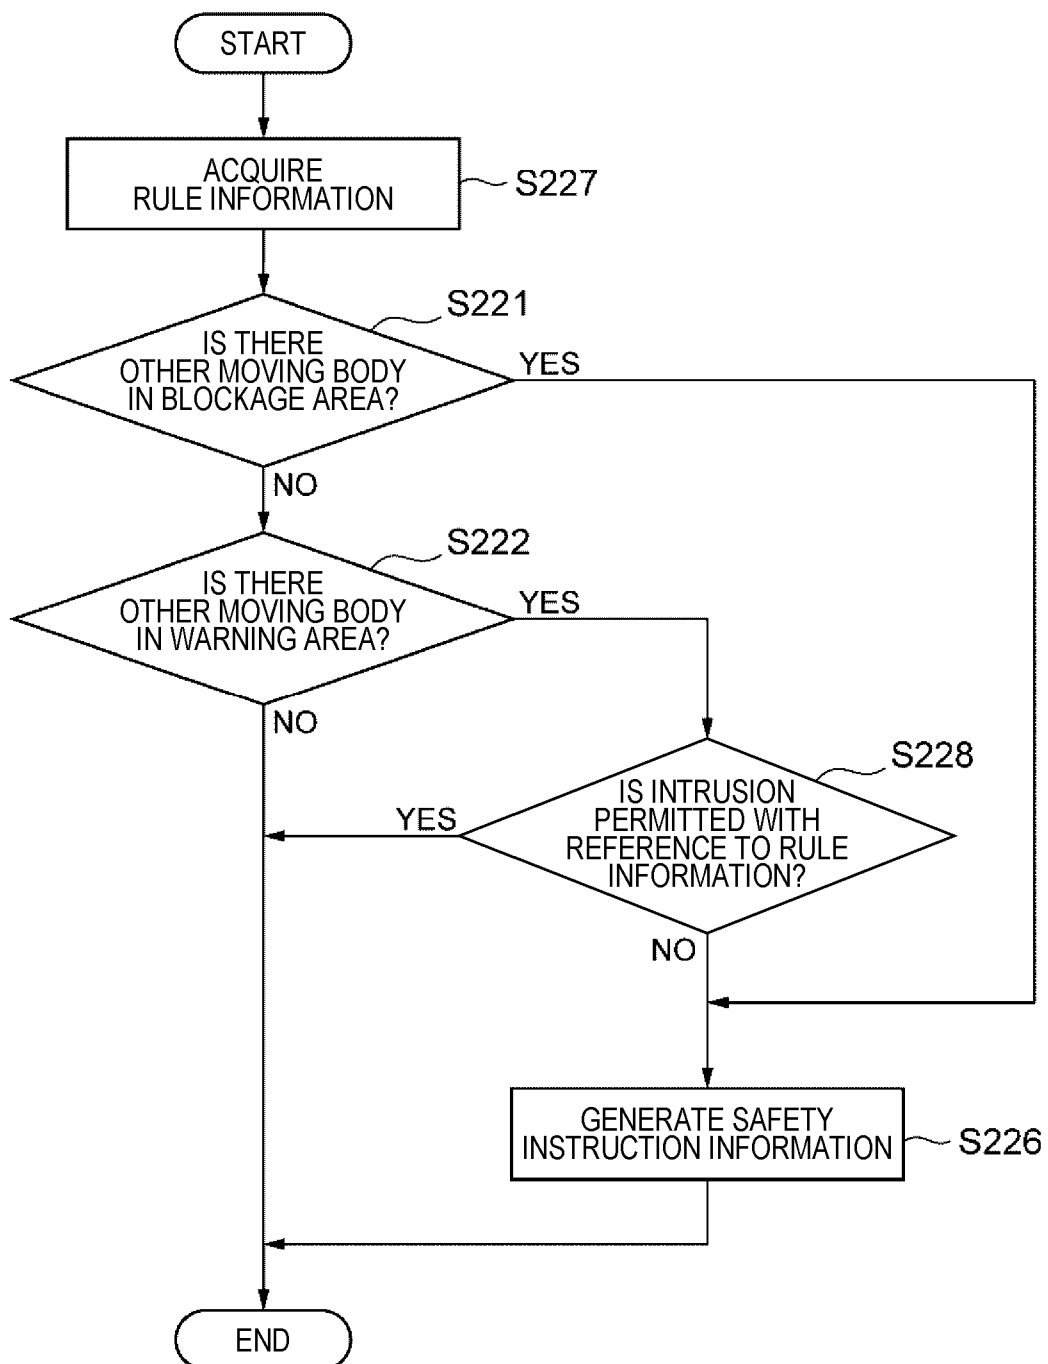 START
ACQUIRE
RULE INFORMATION
S227
S221
IS THERE
OTHER MOVING BODY
IN BLOCKAGE AREA?
YES
NO
S222
IS THERE
OTHER MOVING BODY
IN WARNING AREA?
YES
NO
S228
IS INTRUSION
PERMITTED WITH
REFERENCE TO RULE
INFORMATION?
YES
NO
GENERATE SAFETY
INSTRUCTION INFORMATION
S226
END